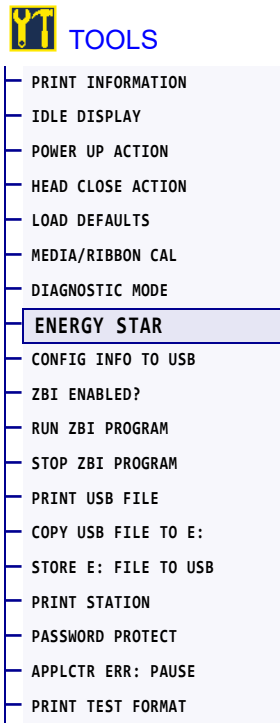 TOOLS
PRINT INFORMATION
IDLE DISPLAY
POWER UP ACTION
HEAD CLOSE ACTION
LOAD DEFAULTS
MEDIA/RIBBON CAL
DIAGNOSTIC MODE
ENERGY STAR
CONFIG INFO TO USB
ZBI ENABLED?
RUN ZBI PROGRAM
STOP ZBI PROGRAM
PRINT USB FILE
COPY USB FILE TO E:
STORE E: FILE TO USB
PRINT STATION
PASSWORD PROTECT
APPLCTR ERR: PAUSE
PRINT TEST FORMAT